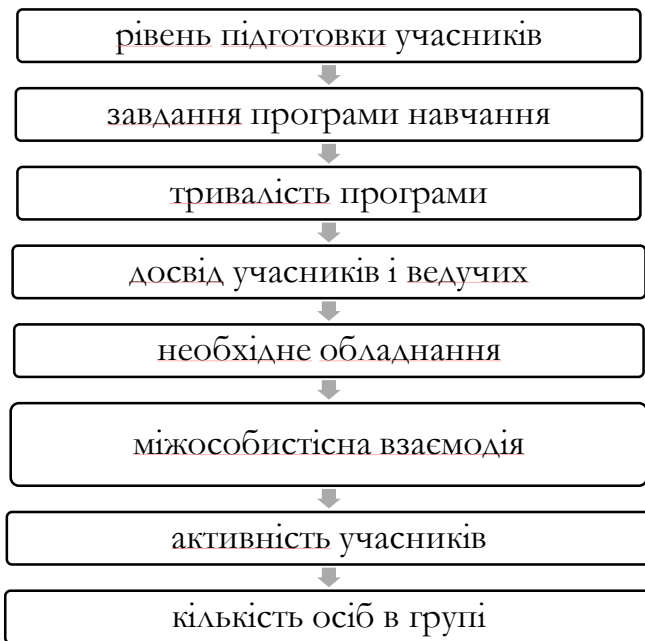 рівень підготовки учасників
завдання програми навчання
тривалість програми
досвід учасників і ведучих
необхідне обладнання
міжособистісна взаємодія
активність учасників
кількість осіб в групі